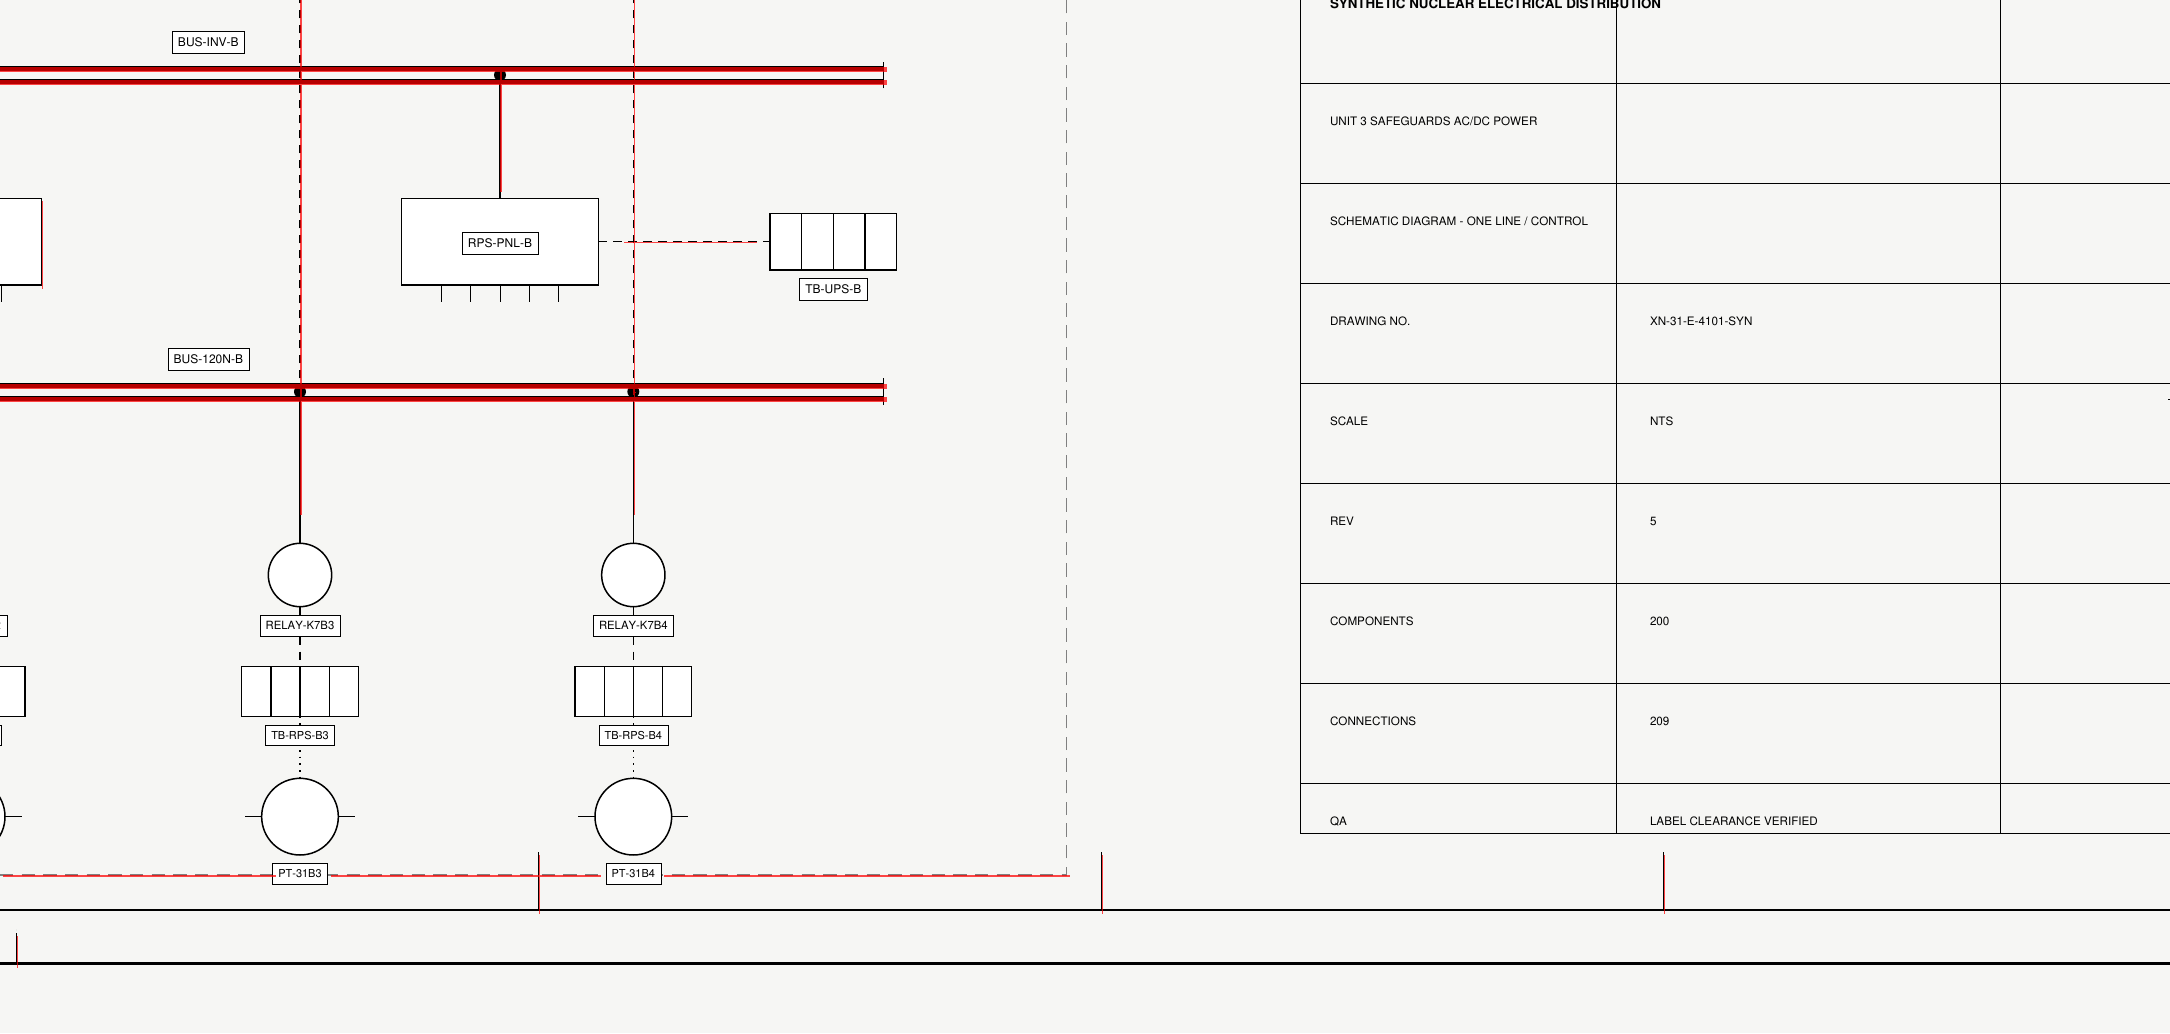 SYNTHETIC NUCLEAR ELECTRICAL DISTRIBUTION
BUS-INV-B
UNIT 3 SAFEGUARDS AC/DC POWER
SCHEMATIC DIAGRAM - ONE LINE / CONTROL
RPS-PNL-B
TB-UPS-B
DRAWING NO. XN-31-E-4101-SYN
BUS-120N-B
SCALE NTS
REV 5
COMPONENTS 200
RELAY-K7B3
RELAY-K7B4
CONNECTIONS 209
TB-RPS-B3
TB-RPS-B4
QA LABEL CLEARANCE VERIFIED
PT-31B3
PT-31B4